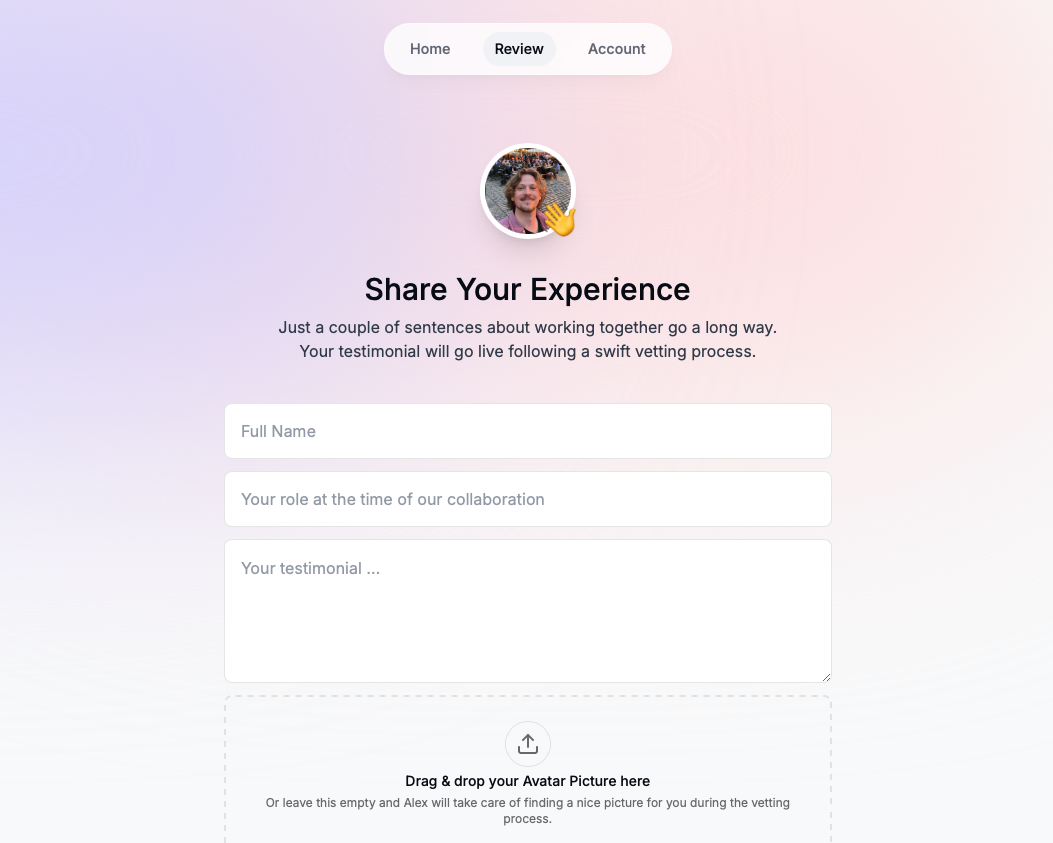 Home
Review
Account
Share Your Experience
Just a couple of sentences about working together go a long way.
Your testimonial will go live following a swift vetting process.
Full Name
Your role at the time of our collaboration
Your testimonial ...
Drag & drop your Avatar Picture here
Or leave this empty and Alex will take care of finding a nice picture for you during the vetting
process.